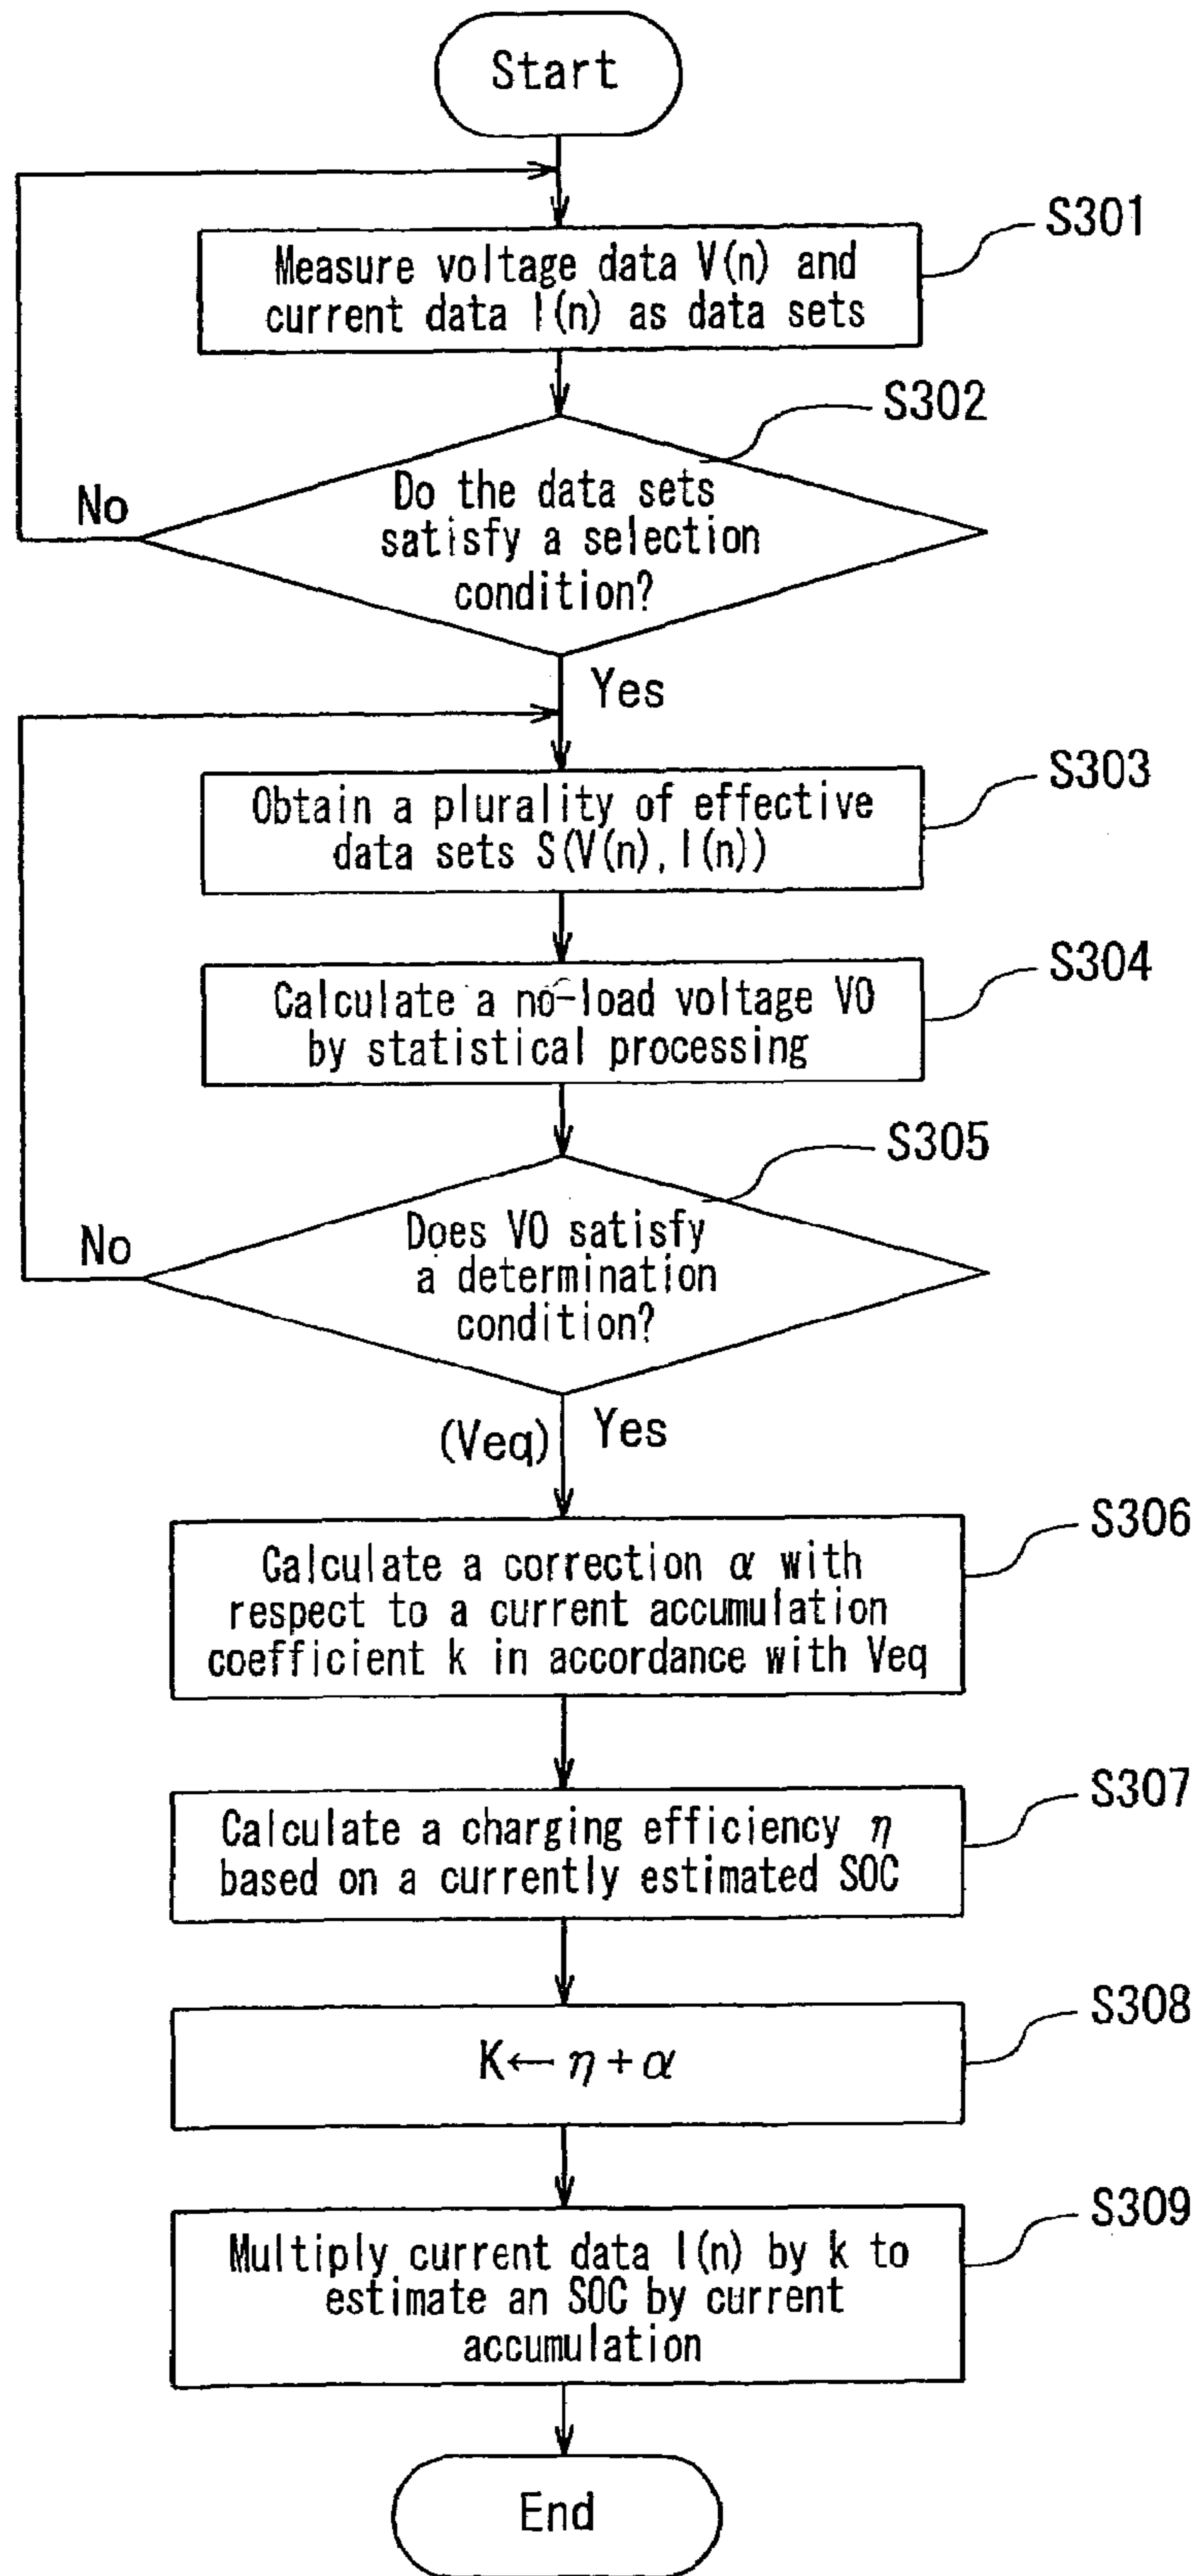 Start
S301
Measure voltage data V(n) and
current data I(n) as data sets
S302
Do the data sets
satisfy a selection
condition?
No
Yes
S303
Obtain a plurality of effective
data sets S(V(n), I(n))
S304
Calculate a no-load voltage V0
by statistical processing
S305
Does V0 satisfy
a determination
condition?
No
(Veq) Yes
S306
Calculate a correction α with
respect to a current accumulation
coefficient k in accordance with Veq
S307
Calculate a charging efficiency η
based on a currently estimated SOC
S308
K← η + α
S309
Multiply current data I(n) by k to
estimate an SOC by current
accumulation
End